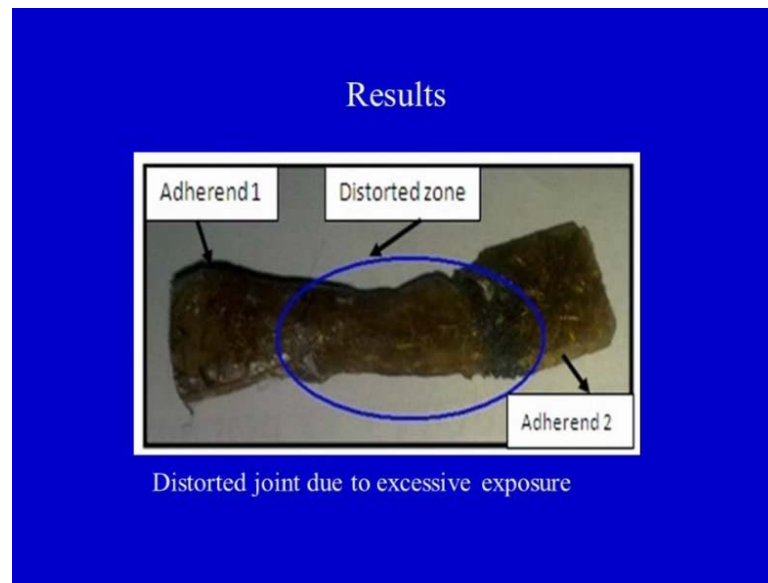 Results
Adherend 1
Distorted zone
Adherend 2
Distorted joint due to excessive exposure